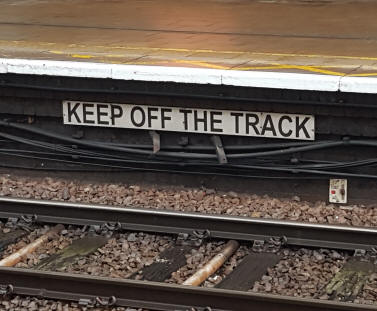 KEEP OFF THE TRACK